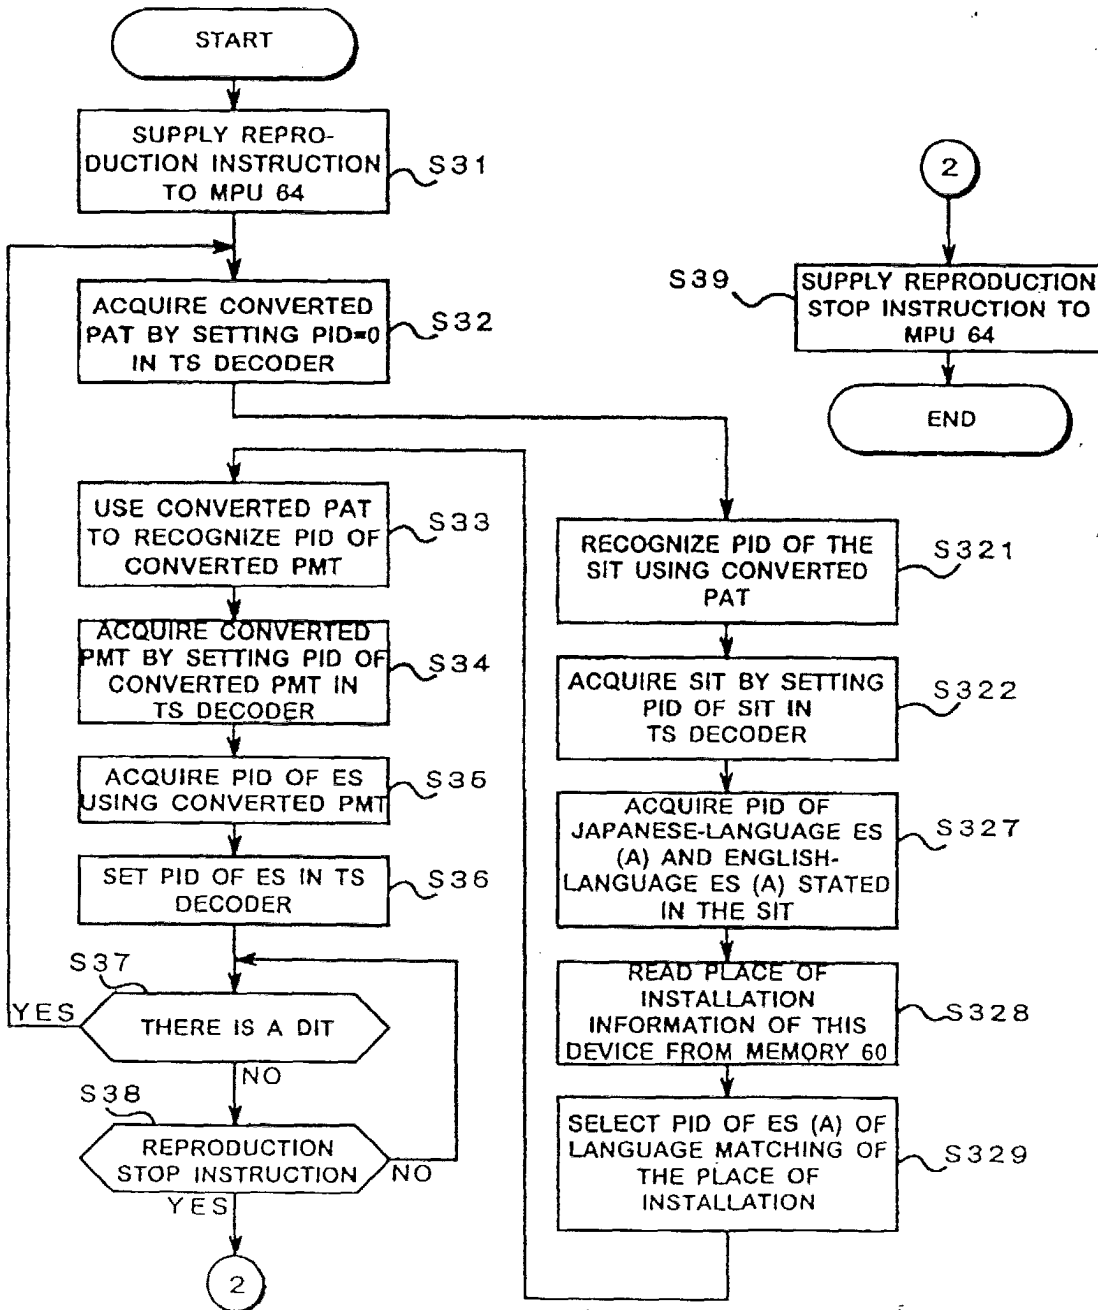 START
SUPPLY REPRO-
DUCTION INSTRUCTION
TO MPU 64
S31
ACQUIRE CONVERTED
PAT BY SETTING PID=0
IN TS DECODER
S32
USE CONVERTED PAT
TO RECOGNIZE PID OF
CONVERTED PMT
S33
ACQUIRE CONVERTED
PMT BY SETTING PID OF
CONVERTED PMT IN
TS DECODER
S34
ACQUIRE PID OF ES
USING CONVERTED PMT
S35
SET PID OF ES IN TS
DECODER
S36
S37
YES
THERE IS A DIT
NO
S38
REPRODUCTION
STOP INSTRUCTION
NO
YES
2
2
S39
SUPPLY REPRODUCTION
STOP INSTRUCTION TO
MPU 64
END
RECOGNIZE PID OF THE
SIT USING CONVERTED
PAT
S321
ACQUIRE SIT BY SETTING
PID OF SIT IN
TS DECODER
S322
ACQUIRE PID OF
JAPANESE-LANGUAGE ES
(A) AND ENGLISH-
LANGUAGE ES (A) STATED
IN THE SIT
S327
READ PLACE OF
INSTALLATION
INFORMATION OF THIS
DEVICE FROM MEMORY 60
S328
SELECT PID OF ES (A) OF
LANGUAGE MATCHING OF
THE PLACE OF
INSTALLATION
S329